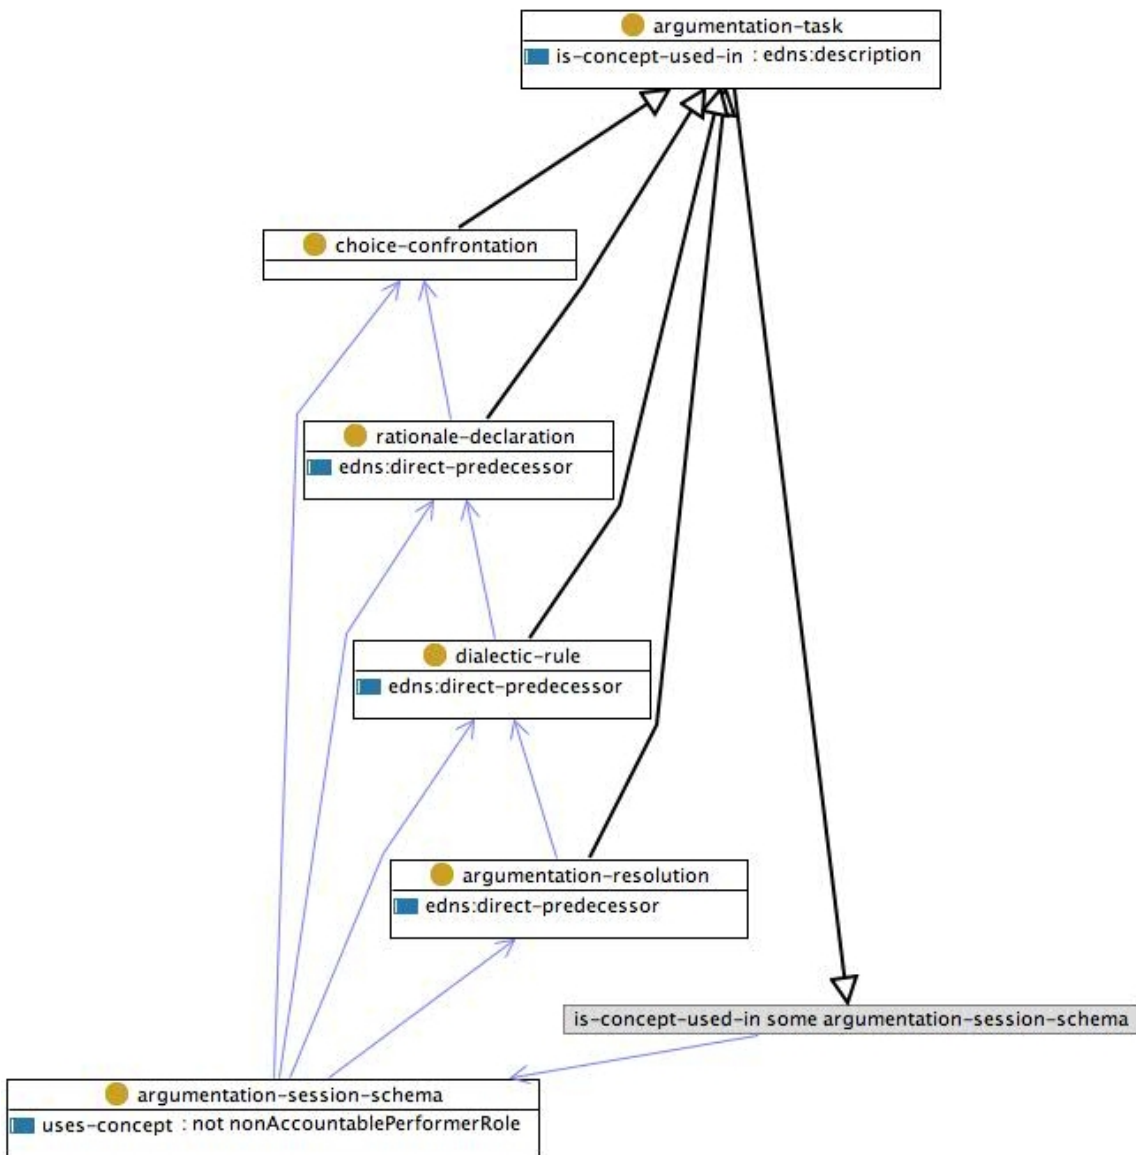 argumentation-task
is-concept-used-in : edns:description
choice-confrontation
rationale-declaration
edns:direct-predecessor
dialectic-rule
edns:direct-predecessor
argumentation-resolution
edns:direct-predecessor
is-concept-used-in some argumentation-session-schema
argumentation-session-schema
uses-concept : not nonAccountablePerformerRole